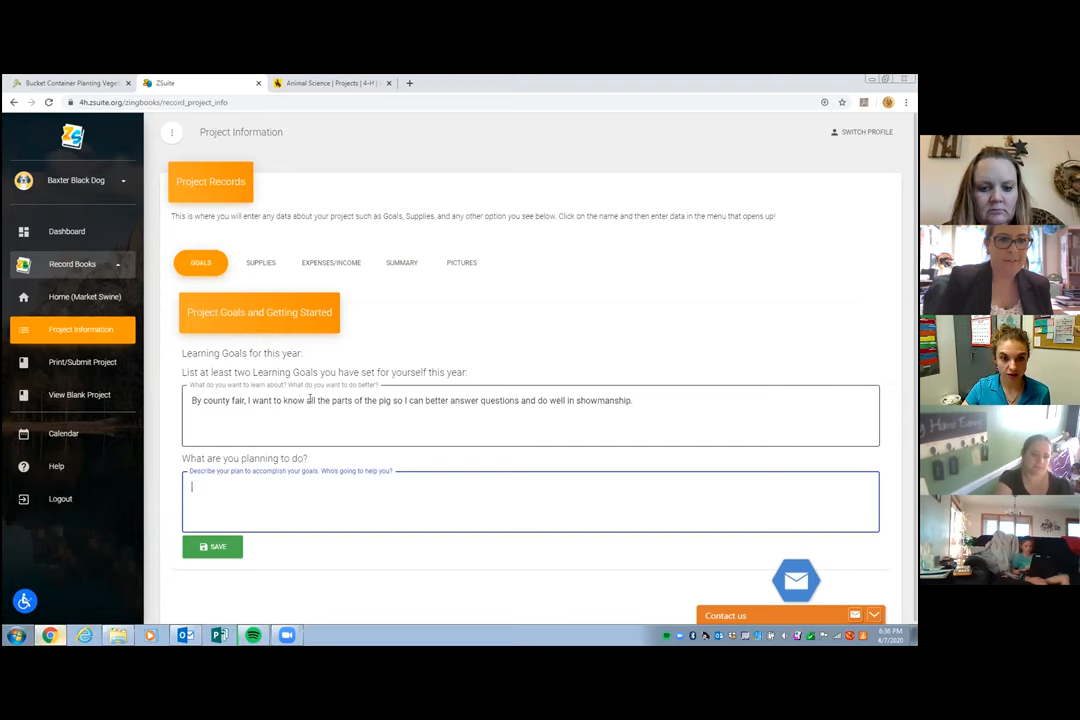 Bucket Container Planting Veget
ZSuite
Animal Science | Projects | 4-H |
4h.zsuite.org/zingbooks/record_project_info
ZS
Project Information
SWITCH PROFILE
Baxter Black Dog
Dashboard
Record Books
Home (Market Swine)
Project Information
Print/Submit Project
View Blank Project
Calendar
Help
Logout
Project Records
This is where you will enter any data about your project such as Goals, Supplies, and any other option you see below. Click on the name and then enter data in the menu that opens up!
GOALS
SUPPLIES
EXPENSES/INCOME
SUMMARY
PICTURES
Project Goals and Getting Started
Learning Goals for this year:
List at least two Learning Goals you have set for yourself this year:
What do you want to learn about? What do you want to do better?
By county fair, I want to know all the parts of the pig so I can better answer questions and do well in showmanship.
What are you planning to do?
Describe your plan to accomplish your goals. Who's going to help you?
SAVE
Contact us
6:36 PM
4/7/2020